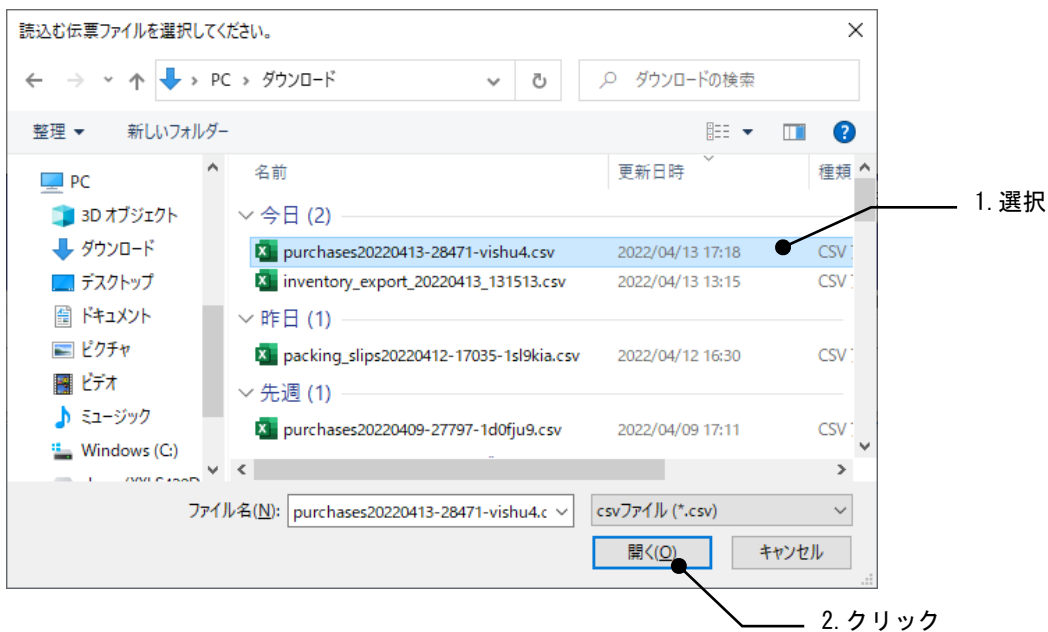 読込む伝票ファイルを選択してください。
PC › ダウンロード
ダウンロードの検索
整理
新しいフォルダー
名前 更新日時 種類
PC
3D オブジェクト
ダウンロード
デスクトップ
ドキュメント
ピクチャ
ビデオ
ミュージック
Windows (C:)
今日 (2)
purchases20220413-28471-vishu4.csv 2022/04/13 17:18 CSV
inventory_export_20220413_131513.csv 2022/04/13 13:15 CSV
昨日 (1)
packing_slips20220412-17035-1sl9kia.csv 2022/04/12 16:30 CSV
先週 (1)
purchases20220409-27797-1d0fju9.csv 2022/04/09 17:11 CSV
1. 選択
ファイル名(N): purchases20220413-28471-vishu4.c csvファイル (*.csv)
開く(O) キャンセル
2. クリック